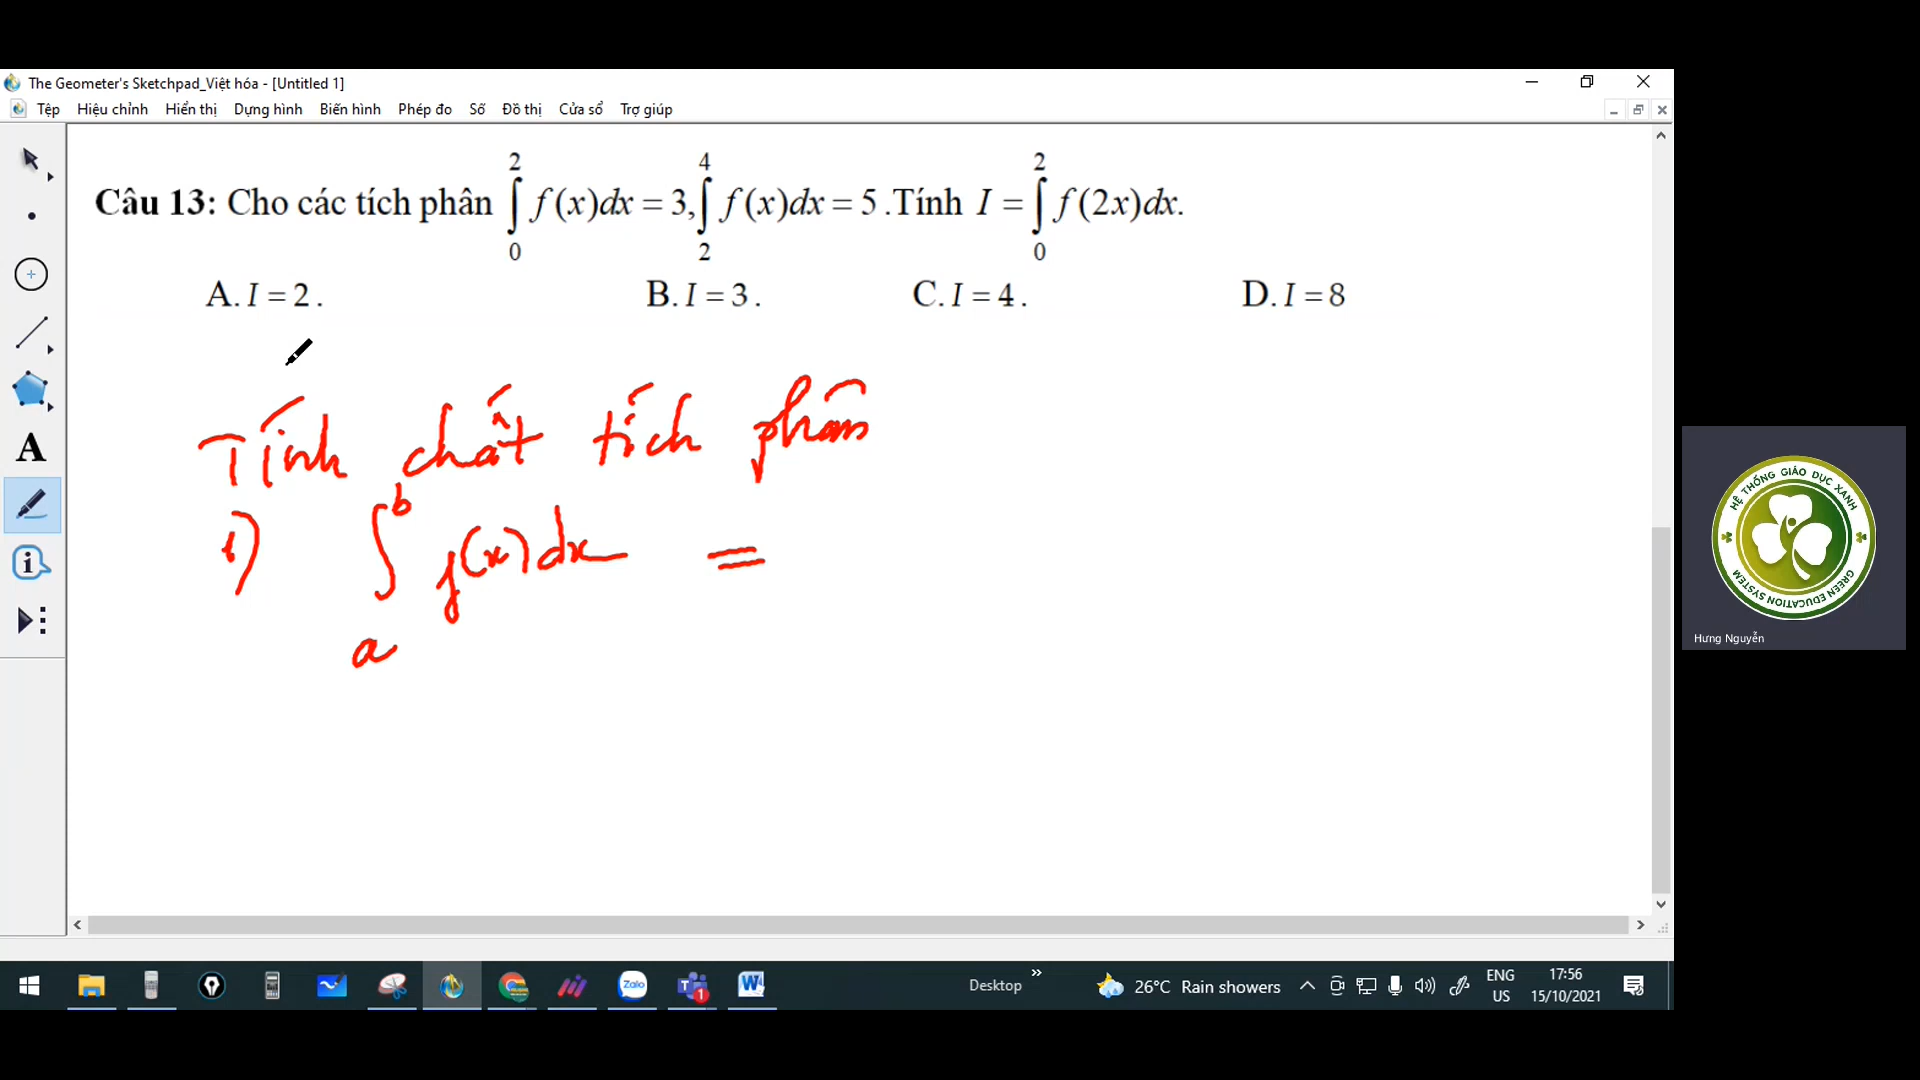 The Geometer's Sketchpad_Việt hóa - [Untitled 1]
Tệp Hiệu chỉnh Hiển thị Dựng hình Biến hình Phép đo Số Đồ thị Cửa sổ Trợ giúp
Câu 13: Cho các tích phân ∫₀² f(x)dx = 3, ∫₂⁴ f(x)dx = 5 .Tính I = ∫₀² f(2x)dx.
A. I = 2 . B. I = 3 . C. I = 4 . D. I = 8
Tính chất tích phân
1) ∫ₐᵇ f(x)dx =
A
HỆ THỐNG GIÁO DỤC XANH
GREEN EDUCATION SYSTEM
Hưng Nguyễn
Zalo
1
W
Desktop
26°C Rain showers
ENG
US
17:56
15/10/2021